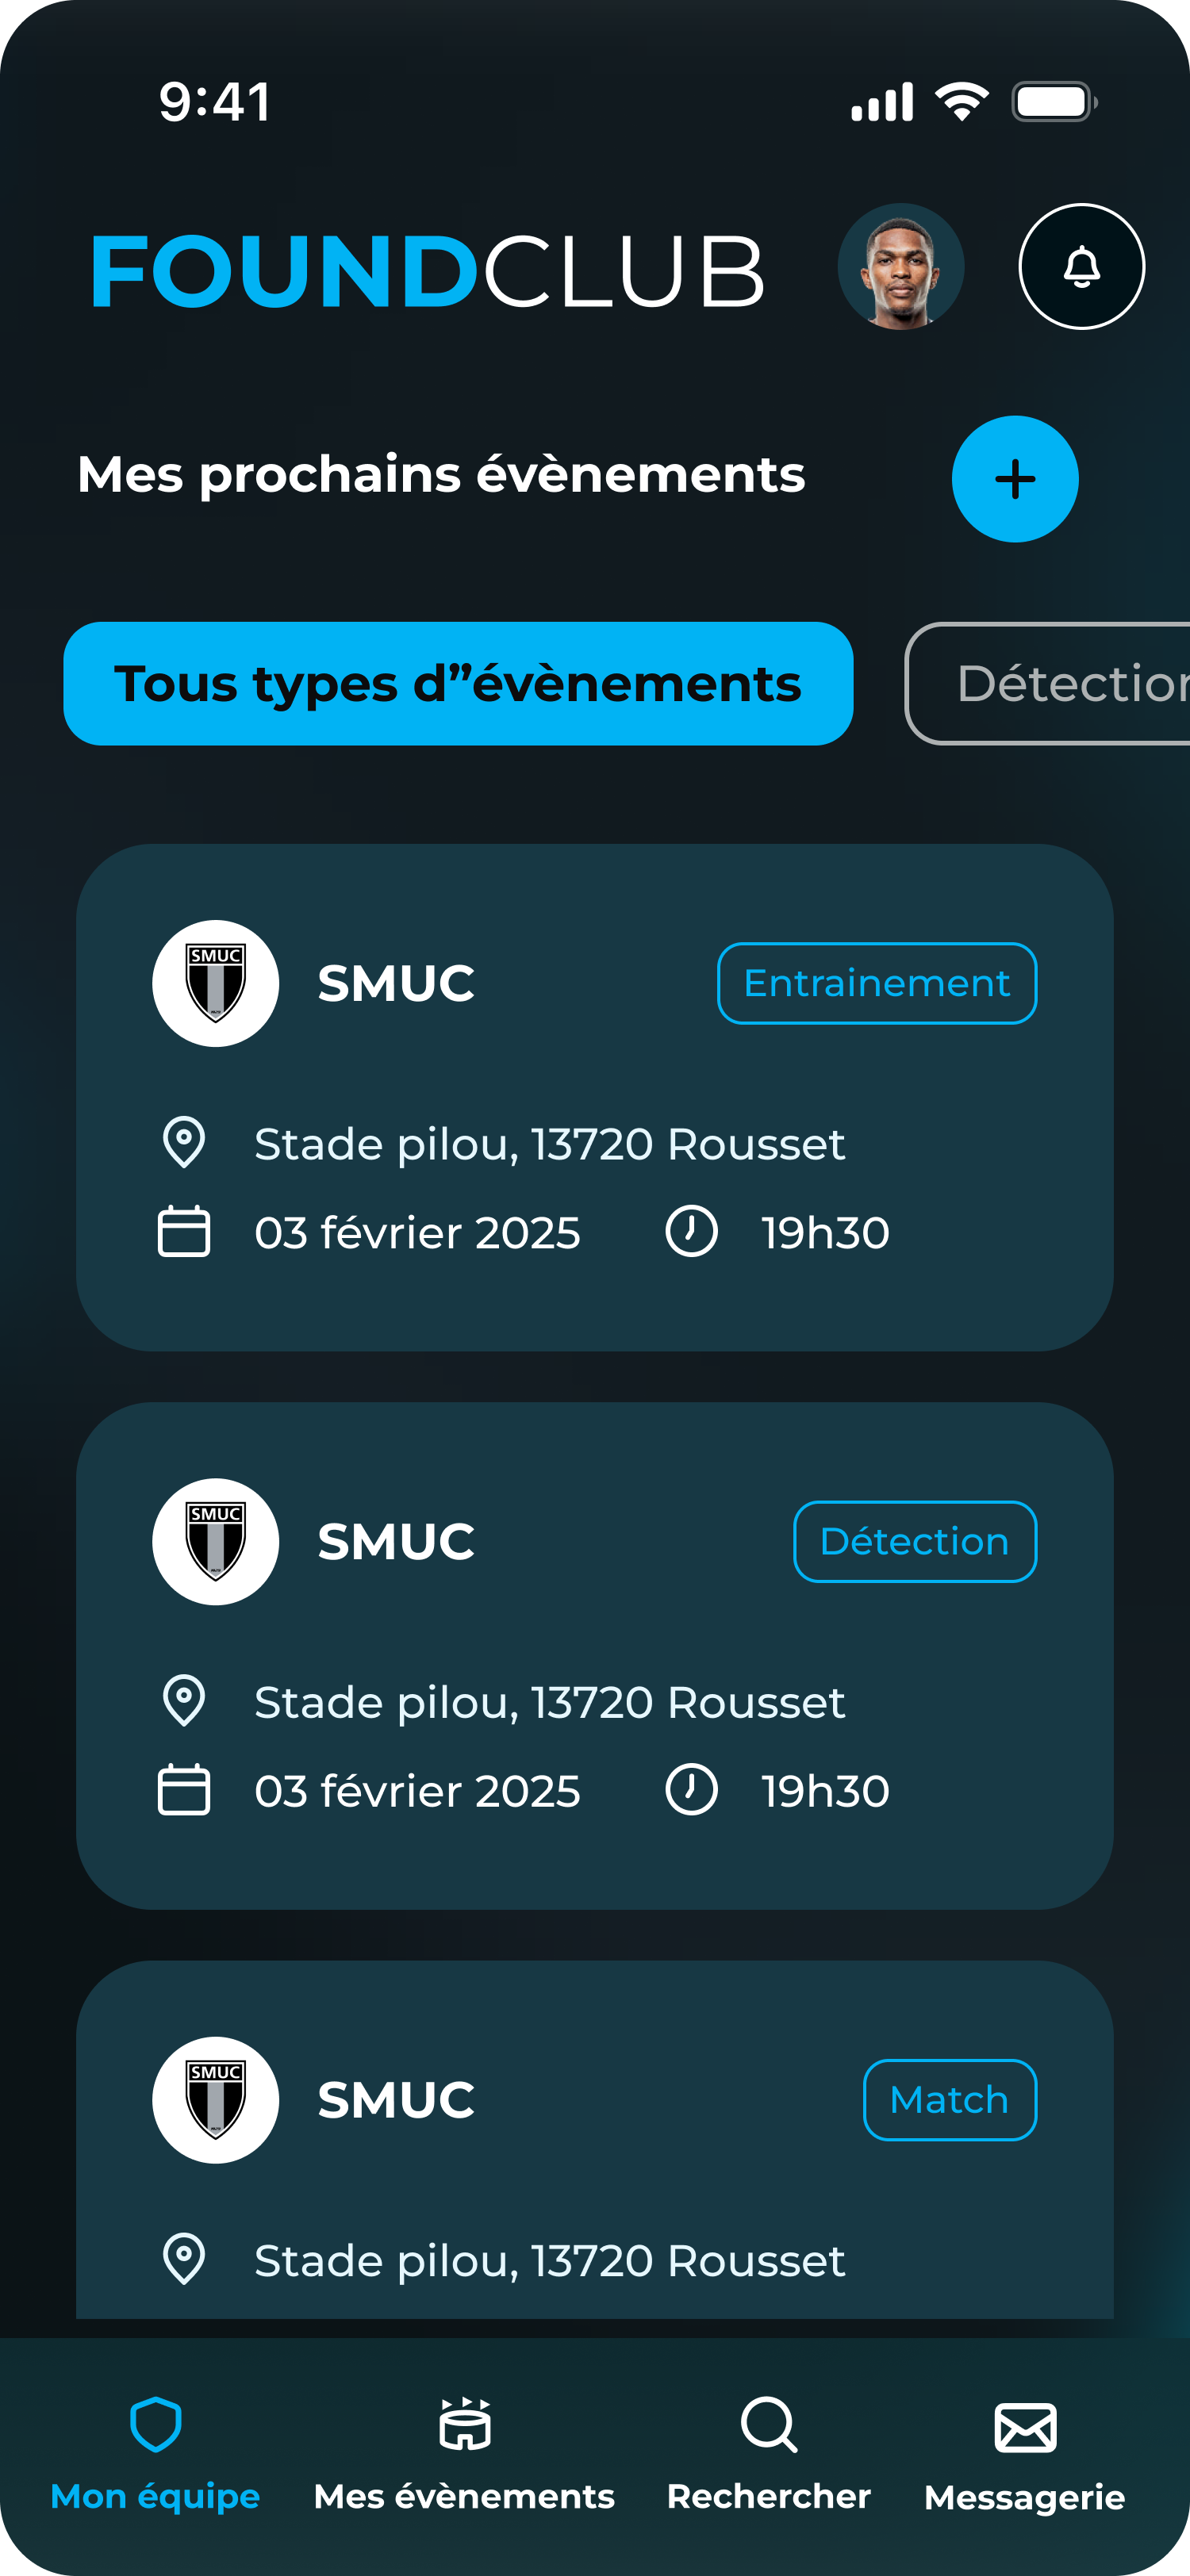 9:41
FOUNDCLUB
Mes prochains évènements
Tous types d”évènements
Détection
SMUC
SMUC
Entrainement
Stade pilou, 13720 Rousset
03 février 2025
19h30
SMUC
SMUC
Détection
Stade pilou, 13720 Rousset
03 février 2025
19h30
SMUC
SMUC
Match
Stade pilou, 13720 Rousset
Mon équipe
Mes évènements
Rechercher
Messagerie